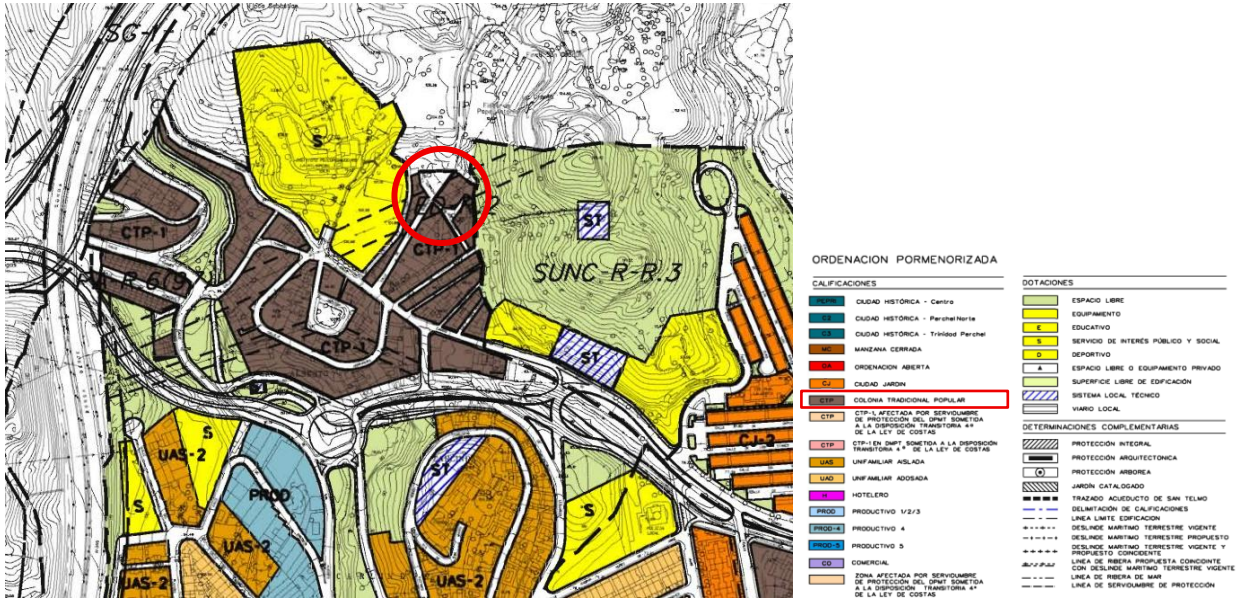 SG-1
S
CTP-1
CTP-1
ST
SUNC-R-R.3
CTP-1
ST
CJ-2
S
UAS-2
ST
PROD
S
S
UAS-2
UAS-2
UAS-2
ORDENACION PORMENORIZADA
CALIFICACIONES
CIUDAD HISTÓRICA - Centro
C2 CIUDAD HISTÓRICA - Perchel Norte
C3 CIUDAD HISTÓRICA - Trinidad Perchel
MC MANZANA CERRADA
OA ORDENACION ABIERTA
CJ CIUDAD JARDIN
CTP COLONIA TRADICIONAL POPULAR
CTP CTP-1, AFECTADA POR SERVIDUMBRE
DE PROTECCIÓN DEL DPMT SOMETIDA
A LA DISPOSICIÓN TRANSITORIA 4ª
DE LA LEY DE COSTAS
CTP CTP-1 EN DMPT SOMETIDA A LA DISPOSICIÓN
TRANSITORIA 4ª DE LA LEY DE COSTAS
UAS UNIFAMILIAR AISLADA
UAD UNIFAMILIAR ADOSADA
H HOTELERO
PROD PRODUCTIVO 1/2/3
PROD-4 PRODUCTIVO 4
PROD-5 PRODUCTIVO 5
CO COMERCIAL
ZONA AFECTADA POR SERVIDUMBRE
DE PROTECCIÓN DEL DPMT SOMETIDA
A LA DISPOSICIÓN TRANSITORIA 4ª
DE LA LEY DE COSTAS
DOTACIONES
ESPACIO LIBRE
EQUIPAMIENTO
E EDUCATIVO
S SERVICIO DE INTERÉS PÚBLICO Y SOCIAL
D DEPORTIVO
ESPACIO LIBRE O EQUIPAMIENTO PRIVADO
SUPERFICIE LIBRE DE EDIFICACIÓN
SISTEMA LOCAL TÉCNICO
VIARIO LOCAL
DETERMINACIONES COMPLEMENTARIAS
PROTECCIÓN INTEGRAL
PROTECCIÓN ARQUITECTONICA
PROTECCIÓN ARBOREA
JARDÍN CATALOGADO
TRAZADO ACUEDUCTO DE SAN TELMO
DELIMITACIÓN DE CALIFICACIONES
LINEA LIMITE EDIFICACION
DESLINDE MARITIMO TERRESTRE VIGENTE
DESLINDE MARITIMO TERRESTRE PROPUESTO
DESLINDE MARITIMO TERRESTRE VIGENTE Y
PROPUESTO COINCIDENTE
LINEA DE RIBERA PROPUESTA COINCIDENTE
CON DESLINDE MARITIMO TERRESTRE VIGENTE
LINEA DE RIBERA DE MAR
LINEA DE SERVIDUMBRE DE PROTECCIÓN